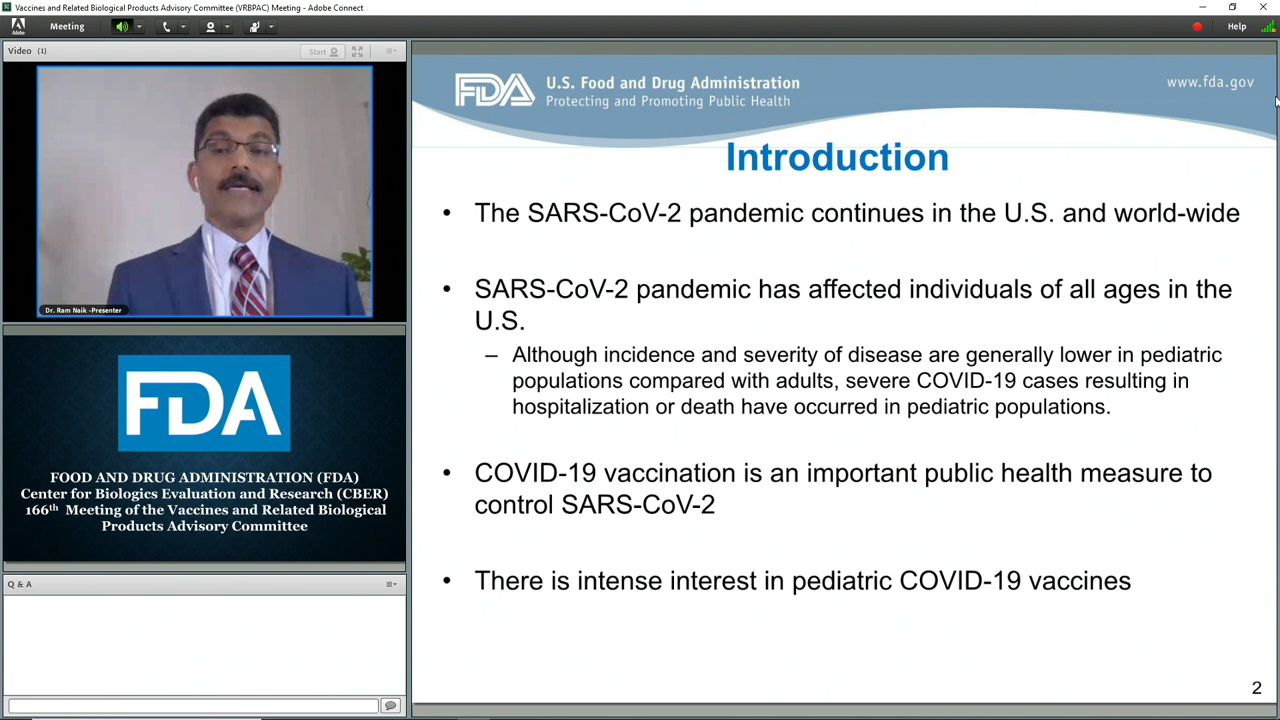 Vaccines and Related Biological Products Advisory Committee (VRBPAC) Meeting - Adobe Connect
Adobe
Meeting
Help
Video (1)
Start
Dr. Ram Naik -Presenter
FDA
FOOD AND DRUG ADMINISTRATION (FDA)
Center for Biologics Evaluation and Research (CBER)
166th Meeting of the Vaccines and Related Biological
Products Advisory Committee
Q & A
FDA
U.S. Food and Drug Administration
Protecting and Promoting Public Health
www.fda.gov
Introduction
• The SARS-CoV-2 pandemic continues in the U.S. and world-wide
• SARS-CoV-2 pandemic has affected individuals of all ages in the
U.S.
– Although incidence and severity of disease are generally lower in pediatric
populations compared with adults, severe COVID-19 cases resulting in
hospitalization or death have occurred in pediatric populations.
• COVID-19 vaccination is an important public health measure to
control SARS-CoV-2
• There is intense interest in pediatric COVID-19 vaccines
2